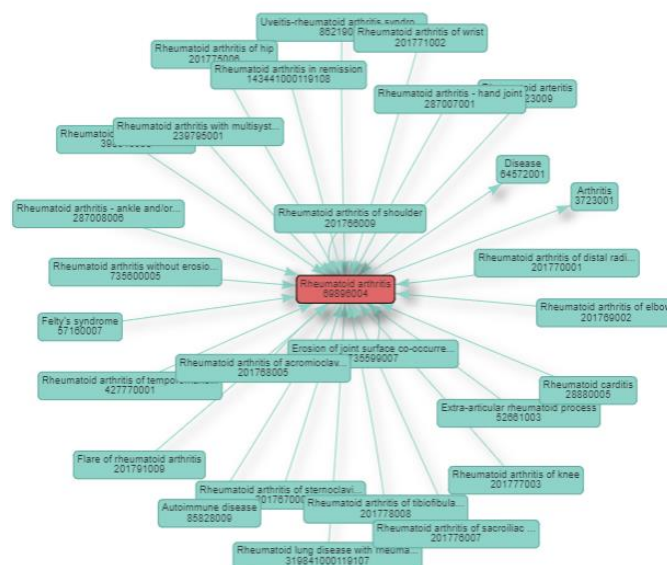 Uveitis-rheumatoid arthritis syndro...
Rheumatoid arthritis of wrist
201771002
Rheumatoid arthritis of hip
201775006
Rheumatoid arthritis in remission
143441000119108
Rheumatoid arthritis - hand joint
287007001
arteritis
Rheumatoid arthritis with multisyst...
239795001
Disease
64572001
Arthritis
3723001
Rheumatoid arthritis - ankle and/or...
287008006
Rheumatoid arthritis of shoulder
201766009
Rheumatoid arthritis of distal radi...
201770001
Rheumatoid arthritis without erosio...
735600005
Rheumatoid arthritis
69896004
Rheumatoid arthritis of elbow
201769002
Felty's syndrome
57160007
Erosion of joint surface co-occurre...
735599007
Rheumatoid arthritis of acromioclav...
201768005
Rheumatoid arthritis of
427770001
Rheumatoid carditis
28880005
Extra-articular rheumatoid process
52661003
Flare of rheumatoid arthritis
201791009
Rheumatoid arthritis of knee
201777003
Rheumatoid arthritis of sternoclavi...
Autoimmune disease
85828009
Rheumatoid arthritis of tibiofibula...
201778008
Rheumatoid arthritis of sacroiliac ...
201776007
Rheumatoid lung disease with rheuma...
319841000119107